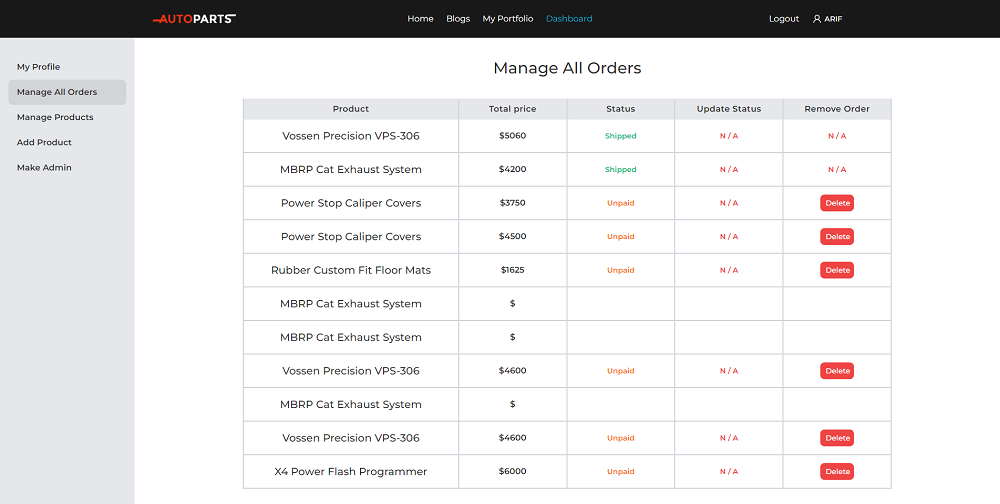 AUTOPARTS Home Blogs My Portfolio Dashboard Logout ARIF
My Profile
Manage All Orders
Manage Products
Add Product
Make Admin
Manage All Orders
Product Total price Status Update Status Remove Order
Vossen Precision VPS-306 $5060 Shipped N / A N / A
MBRP Cat Exhaust System $4200 Shipped N / A N / A
Power Stop Caliper Covers $3750 Unpaid N / A Delete
Power Stop Caliper Covers $4500 Unpaid N / A Delete
Rubber Custom Fit Floor Mats $1625 Unpaid N / A Delete
MBRP Cat Exhaust System $
MBRP Cat Exhaust System $
Vossen Precision VPS-306 $4600 Unpaid N / A Delete
MBRP Cat Exhaust System $
Vossen Precision VPS-306 $4600 Unpaid N / A Delete
X4 Power Flash Programmer $6000 Unpaid N / A Delete